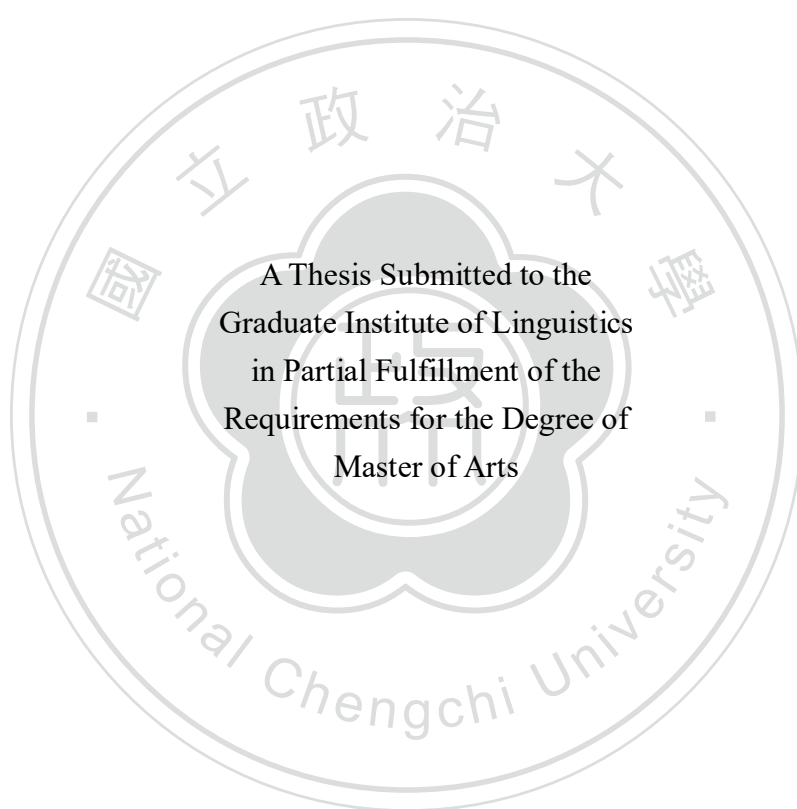 國立政治大學
A Thesis Submitted to the
Graduate Institute of Linguistics
in Partial Fulfillment of the
Requirements for the Degree of
Master of Arts
National Chengchi University